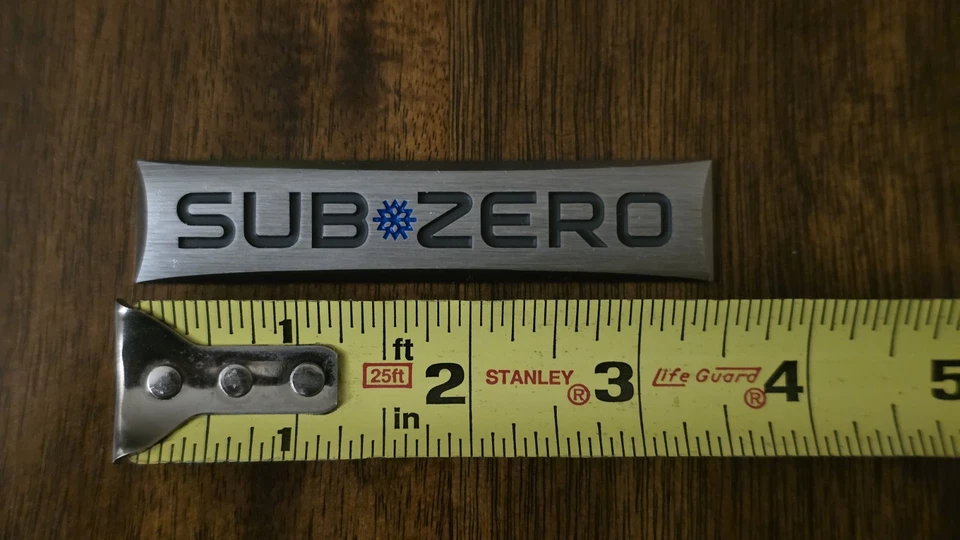 SUB ZERO
1 ft
25ft 2 STANLEY ® 3 Life Guard ® 4 5
1 in